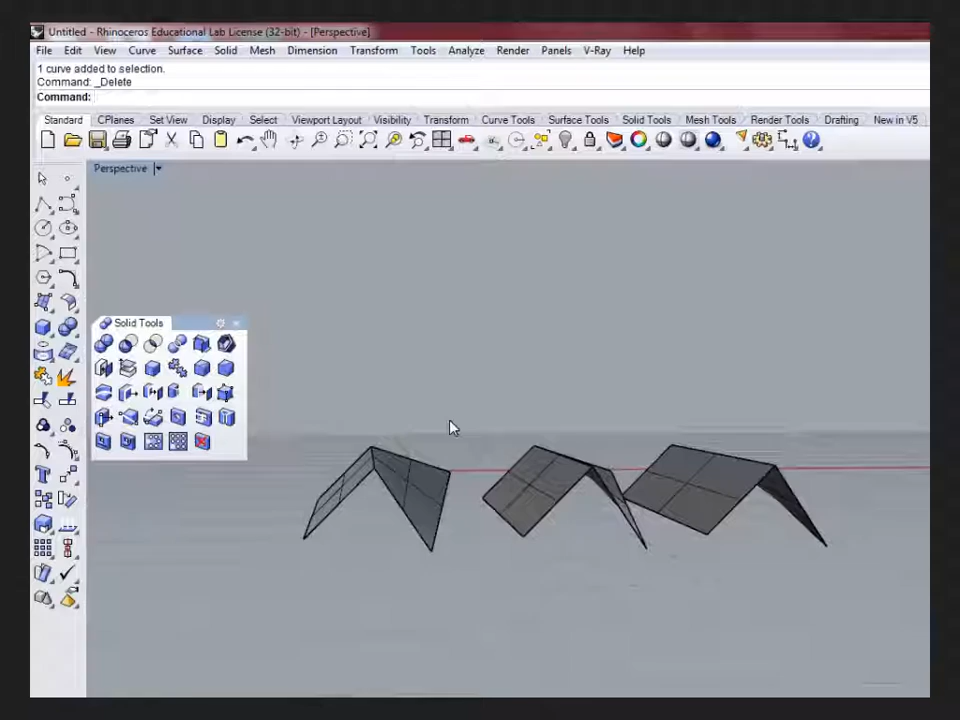 Untitled - Rhinoceros Educational Lab License (32-bit) - [Perspective]
File Edit View Curve Surface Solid Mesh Dimension Transform Tools Analyze Render Panels V-Ray Help
1 curve added to selection.
Command: _Delete
Command:
Standard CPlanes Set View Display Select Viewport Layout Visibility Transform Curve Tools Surface Tools Solid Tools Mesh Tools Render Tools Drafting New in V5
Perspective
Solid Tools